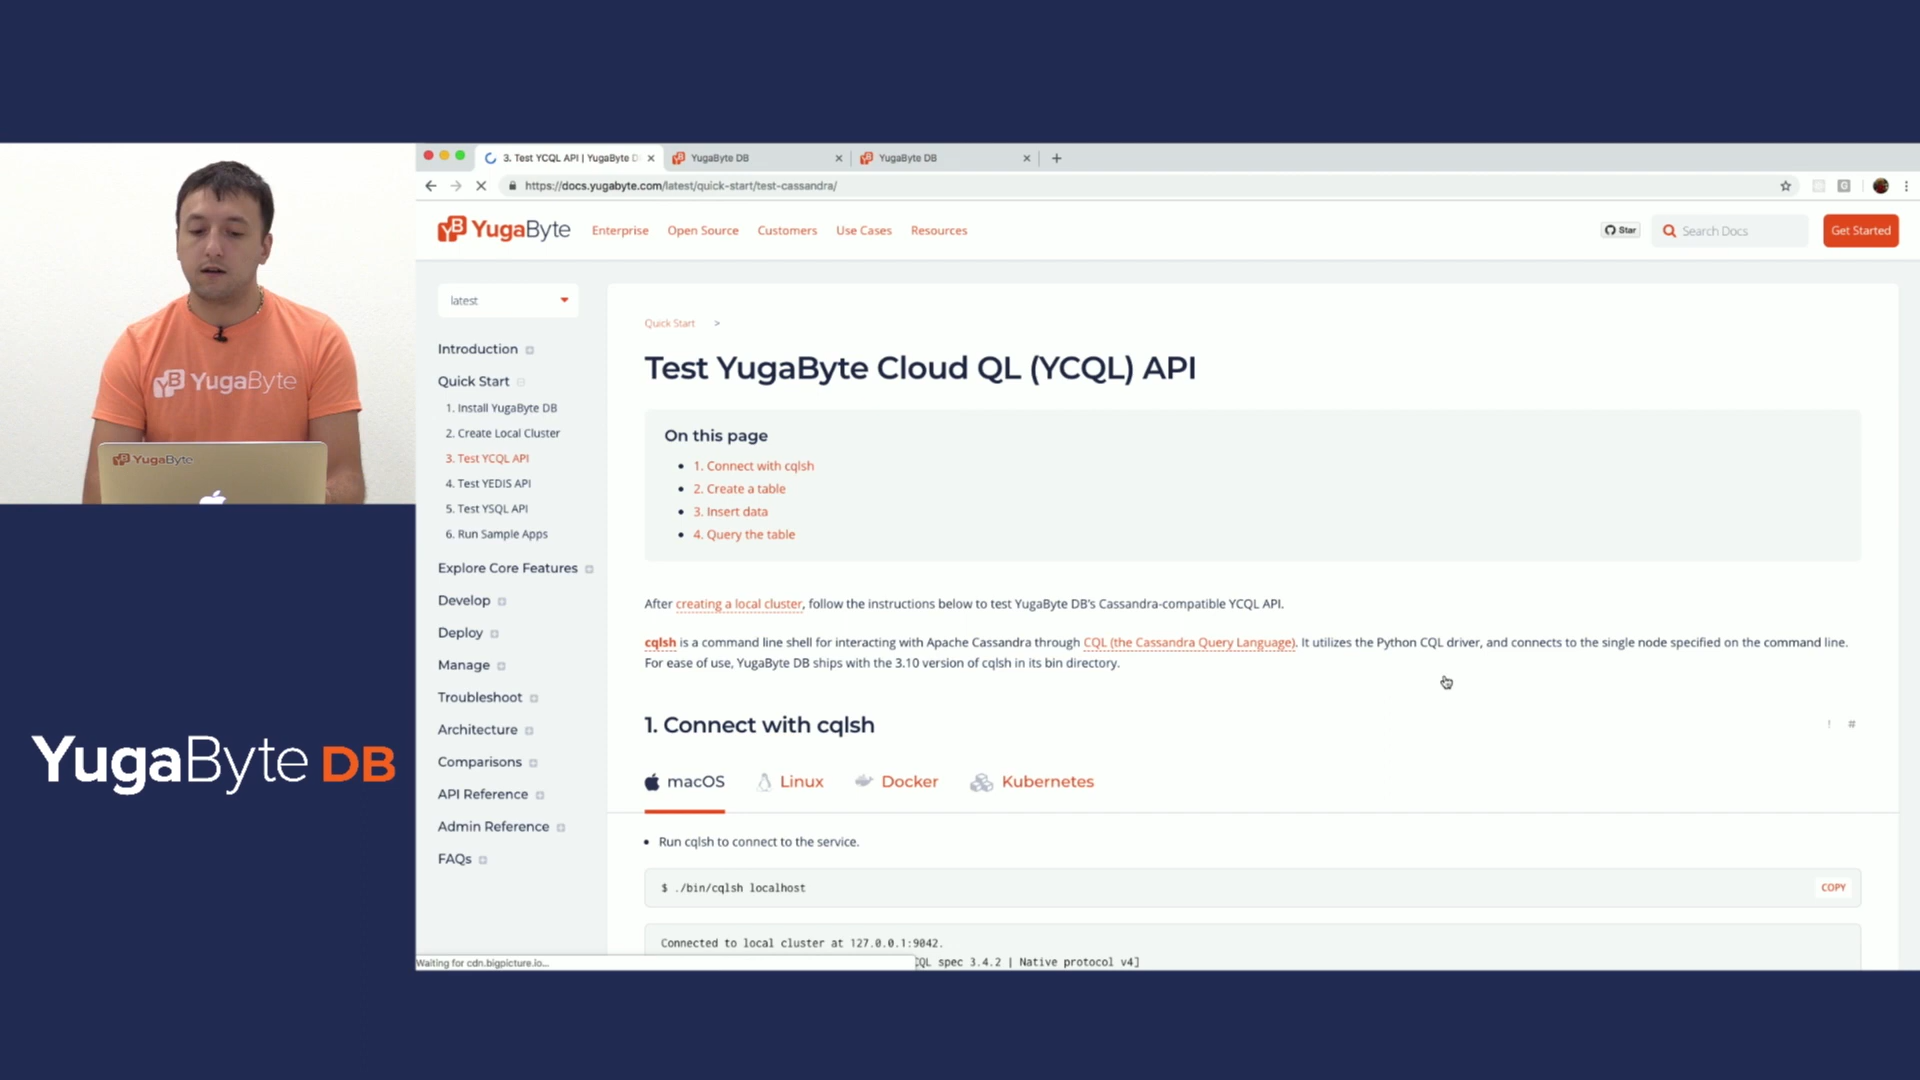 3. Test YCQL API | YugaByte D
YugaByte DB
YugaByte DB
https://docs.yugabyte.com/latest/quick-start/test-cassandra/
YugaByte
Enterprise
Open Source
Customers
Use Cases
Resources
Star
Search Docs
Get Started
latest
Introduction
Quick Start
1. Install YugaByte DB
2. Create Local Cluster
3. Test YCQL API
4. Test YEDIS API
5. Test YSQL API
6. Run Sample Apps
Explore Core Features
Develop
Deploy
Manage
Troubleshoot
Architecture
Comparisons
API Reference
Admin Reference
FAQs
Quick Start >
Test YugaByte Cloud QL (YCQL) API
On this page
1. Connect with cqlsh
2. Create a table
3. Insert data
4. Query the table
After creating a local cluster, follow the instructions below to test YugaByte DB's Cassandra-compatible YCQL API.
cqlsh is a command line shell for interacting with Apache Cassandra through CQL (the Cassandra Query Language). It utilizes the Python CQL driver, and connects to the single node specified on the command line.
For ease of use, YugaByte DB ships with the 3.10 version of cqlsh in its bin directory.
1. Connect with cqlsh
! #
macOS
Linux
Docker
Kubernetes
Run cqlsh to connect to the service.
$ ./bin/cqlsh localhost
COPY
Connected to local cluster at 127.0.0.1:9042.
CQL spec 3.4.2 | Native protocol v4]
Waiting for cdn.bigpicture.io...
YugaByte
YugaByte
YugaByte DB